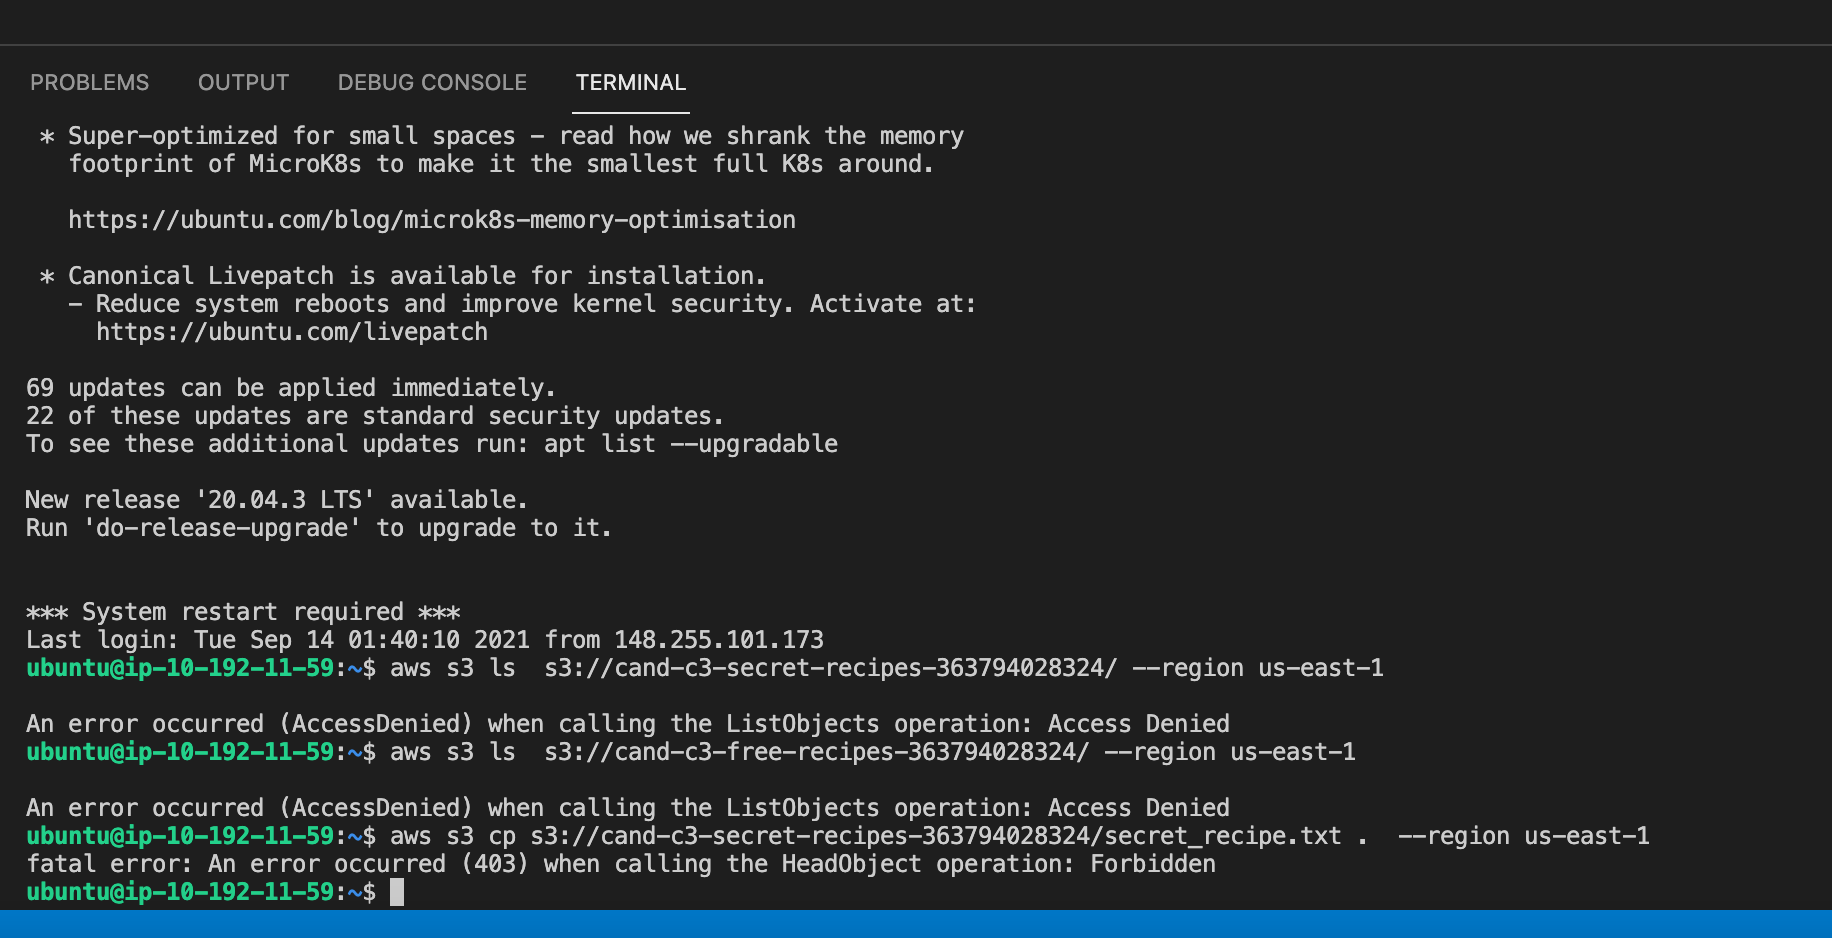 PROBLEMS OUTPUT DEBUG CONSOLE TERMINAL
* Super-optimized for small spaces - read how we shrank the memory
footprint of MicroK8s to make it the smallest full K8s around.
https://ubuntu.com/blog/microk8s-memory-optimisation
* Canonical Livepatch is available for installation.
- Reduce system reboots and improve kernel security. Activate at:
https://ubuntu.com/livepatch
69 updates can be applied immediately.
22 of these updates are standard security updates.
To see these additional updates run: apt list --upgradable
New release '20.04.3 LTS' available.
Run 'do-release-upgrade' to upgrade to it.
*** System restart required ***
Last login: Tue Sep 14 01:40:10 2021 from 148.255.101.173
ubuntu@ip-10-192-11-59:~$ aws s3 ls  s3://cand-c3-secret-recipes-363794028324/ --region us-east-1
An error occurred (AccessDenied) when calling the ListObjects operation: Access Denied
ubuntu@ip-10-192-11-59:~$ aws s3 ls  s3://cand-c3-free-recipes-363794028324/ --region us-east-1
An error occurred (AccessDenied) when calling the ListObjects operation: Access Denied
ubuntu@ip-10-192-11-59:~$ aws s3 cp s3://cand-c3-secret-recipes-363794028324/secret_recipe.txt .  --region us-east-1
fatal error: An error occurred (403) when calling the HeadObject operation: Forbidden
ubuntu@ip-10-192-11-59:~$